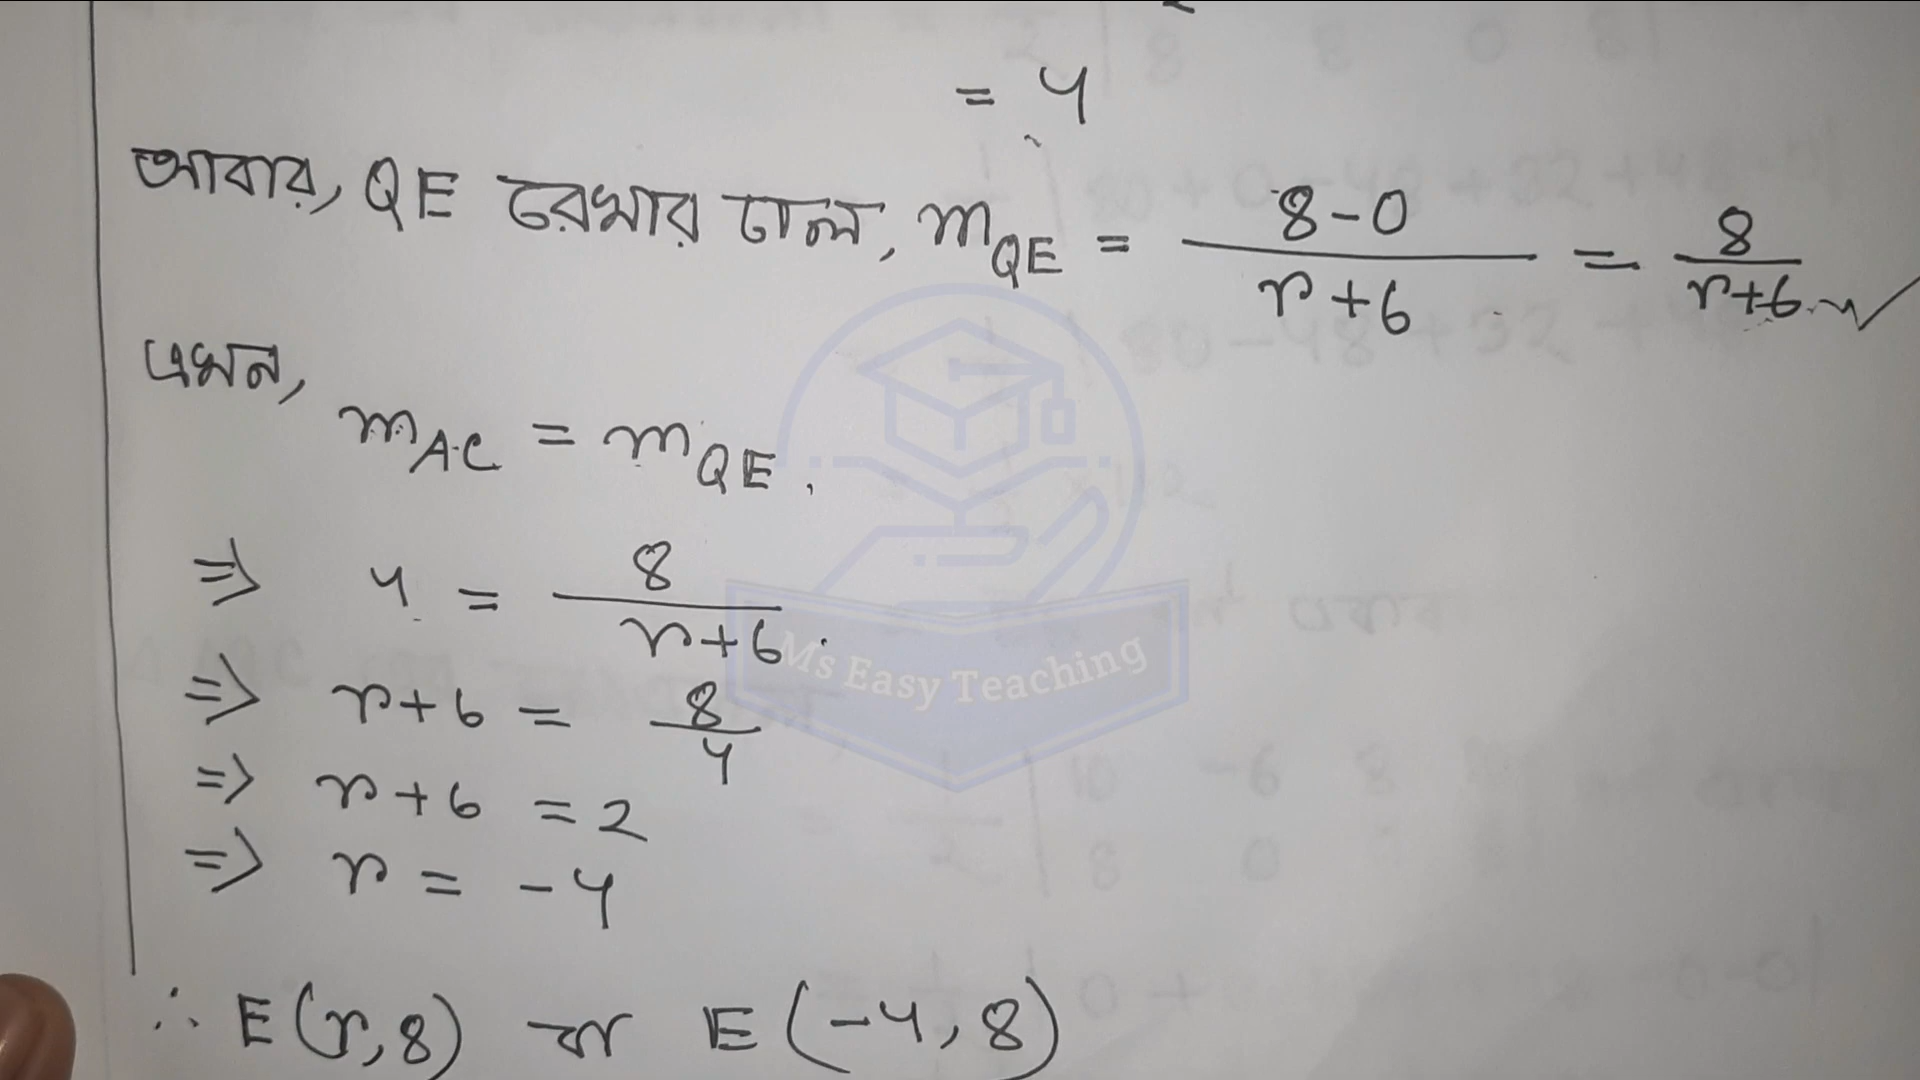 = 4
আবার, QE রেখার ঢাল, m_QE = (8-0)/(r+6) = 8/(r+6)
এখন,
m_AC = m_QE.
⇒ 4 = 8/(r+6)
⇒ r+6 = 8/4
⇒ r+6 = 2
⇒ r = -4
∴ E(r,8) বা E(-4,8)
Ms Easy Teaching